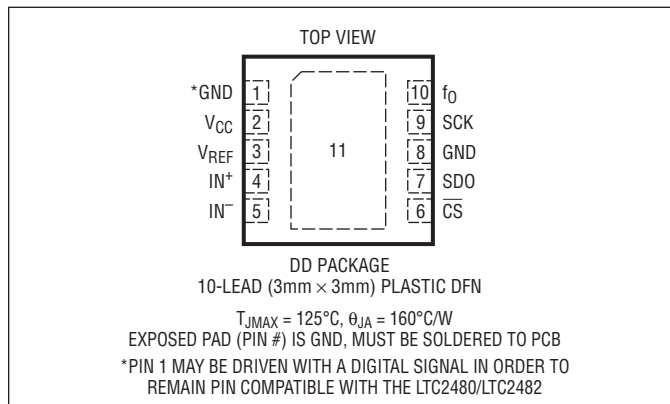 TOP VIEW
*GND 1 10 fO
VCC 2 9 SCK
VREF 3 11 8 GND
IN+ 4 7 SDO
IN– 5 6 CS
DD PACKAGE
10-LEAD (3mm × 3mm) PLASTIC DFN
TJMAX = 125°C, θJA = 160°C/W
EXPOSED PAD (PIN #) IS GND, MUST BE SOLDERED TO PCB
*PIN 1 MAY BE DRIVEN WITH A DIGITAL SIGNAL IN ORDER TO
REMAIN PIN COMPATIBLE WITH THE LTC2480/LTC2482